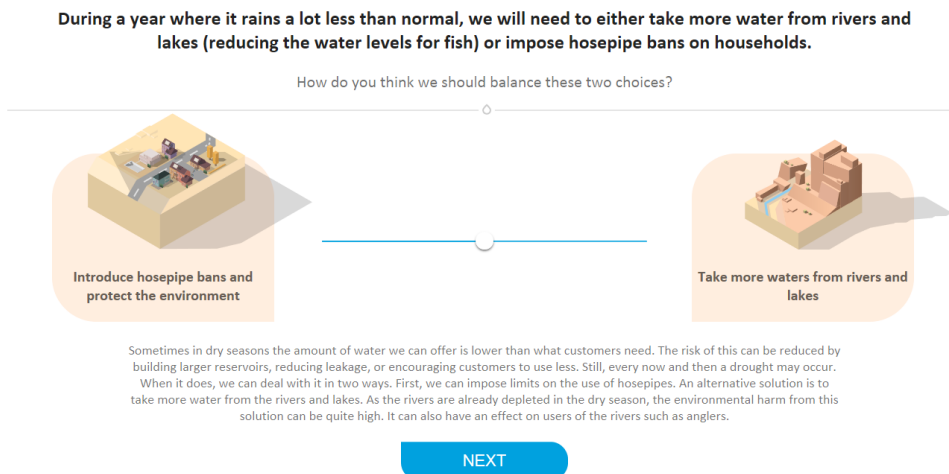 During a year where it rains a lot less than normal, we will need to either take more water from rivers and
lakes (reducing the water levels for fish) or impose hosepipe bans on households.
How do you think we should balance these two choices?
Introduce hosepipe bans and
protect the environment
Take more waters from rivers and
lakes
Sometimes in dry seasons the amount of water we can offer is lower than what customers need. The risk of this can be reduced by
building larger reservoirs, reducing leakage, or encouraging customers to use less. Still, every now and then a drought may occur.
When it does, we can deal with it in two ways. First, we can impose limits on the use of hosepipes. An alternative solution is to
take more water from the rivers and lakes. As the rivers are already depleted in the dry season, the environmental harm from this
solution can be quite high. It can also have an effect on users of the rivers such as anglers.
NEXT